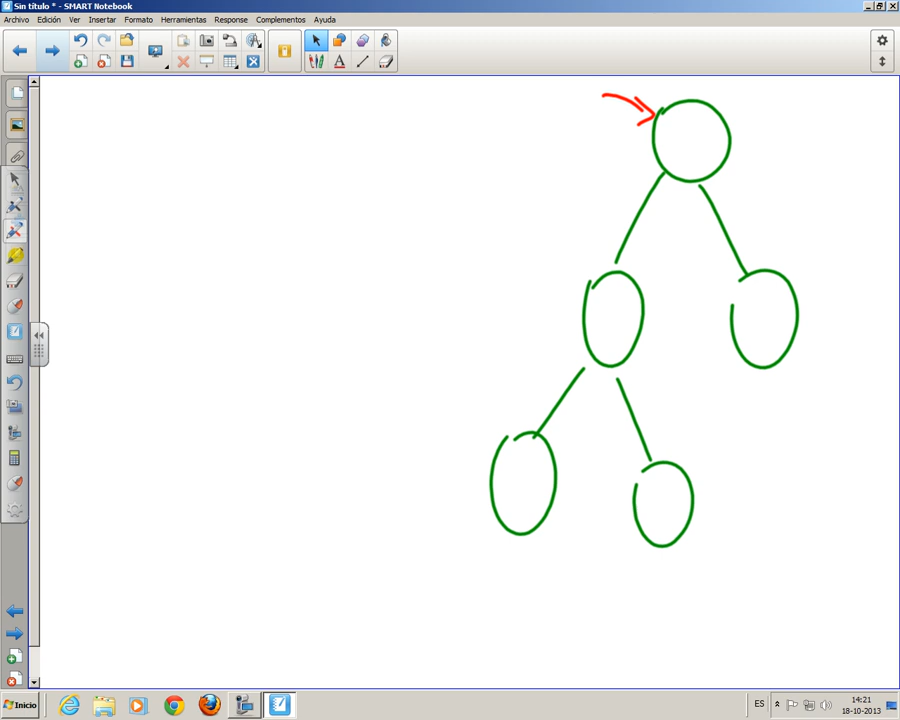 Sin título * - SMART Notebook
Archivo Edición Ver Insertar Formato Herramientas Response Complementos Ayuda
Inicio
ES
14:21
18-10-2013